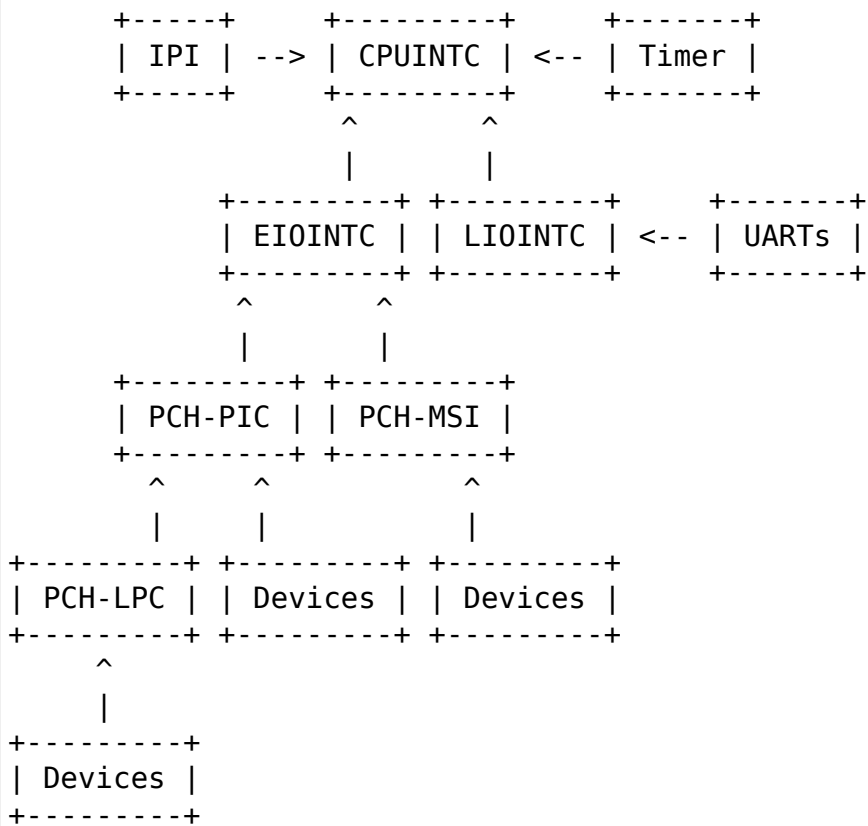 +-----+     +---------+     +-------+
      | IPI | --> | CPUINTC | <-- | Timer |
      +-----+     +---------+     +-------+
                   ^       ^
                   |       |
            +---------+ +---------+     +-------+
            | EIOINTC | | LIOINTC | <-- | UARTs |
            +---------+ +---------+     +-------+
             ^       ^
             |       |
      +---------+ +---------+
      | PCH-PIC | | PCH-MSI |
      +---------+ +---------+
        ^     ^           ^
        |     |           |
+---------+ +---------+ +---------+
| PCH-LPC | | Devices | | Devices |
+---------+ +---------+ +---------+
     ^
     |
+---------+
| Devices |
+---------+